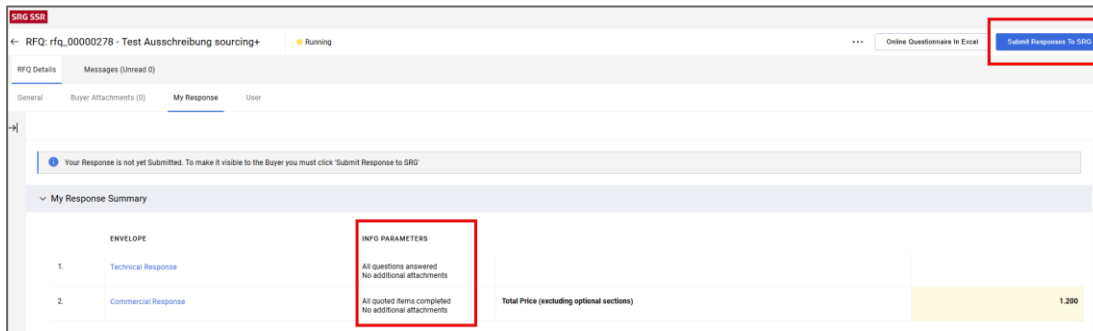 SRG SSR
← RFQ: rfq_00000278 - Test Ausschreibung sourcing+ Running ... Online Questionnaire In Excel Submit Responses To SRG
RFQ Details Messages (Unread 0)
General Buyer Attachments (0) My Response User
Your Response is not yet Submitted. To make it visible to the Buyer you must click 'Submit Response to SRG'
My Response Summary
ENVELOPE INFO PARAMETERS
1. Technical Response All questions answered
No additional attachments
2. Commercial Response All quoted items completed Total Price (excluding optional sections) 1.200
No additional attachments